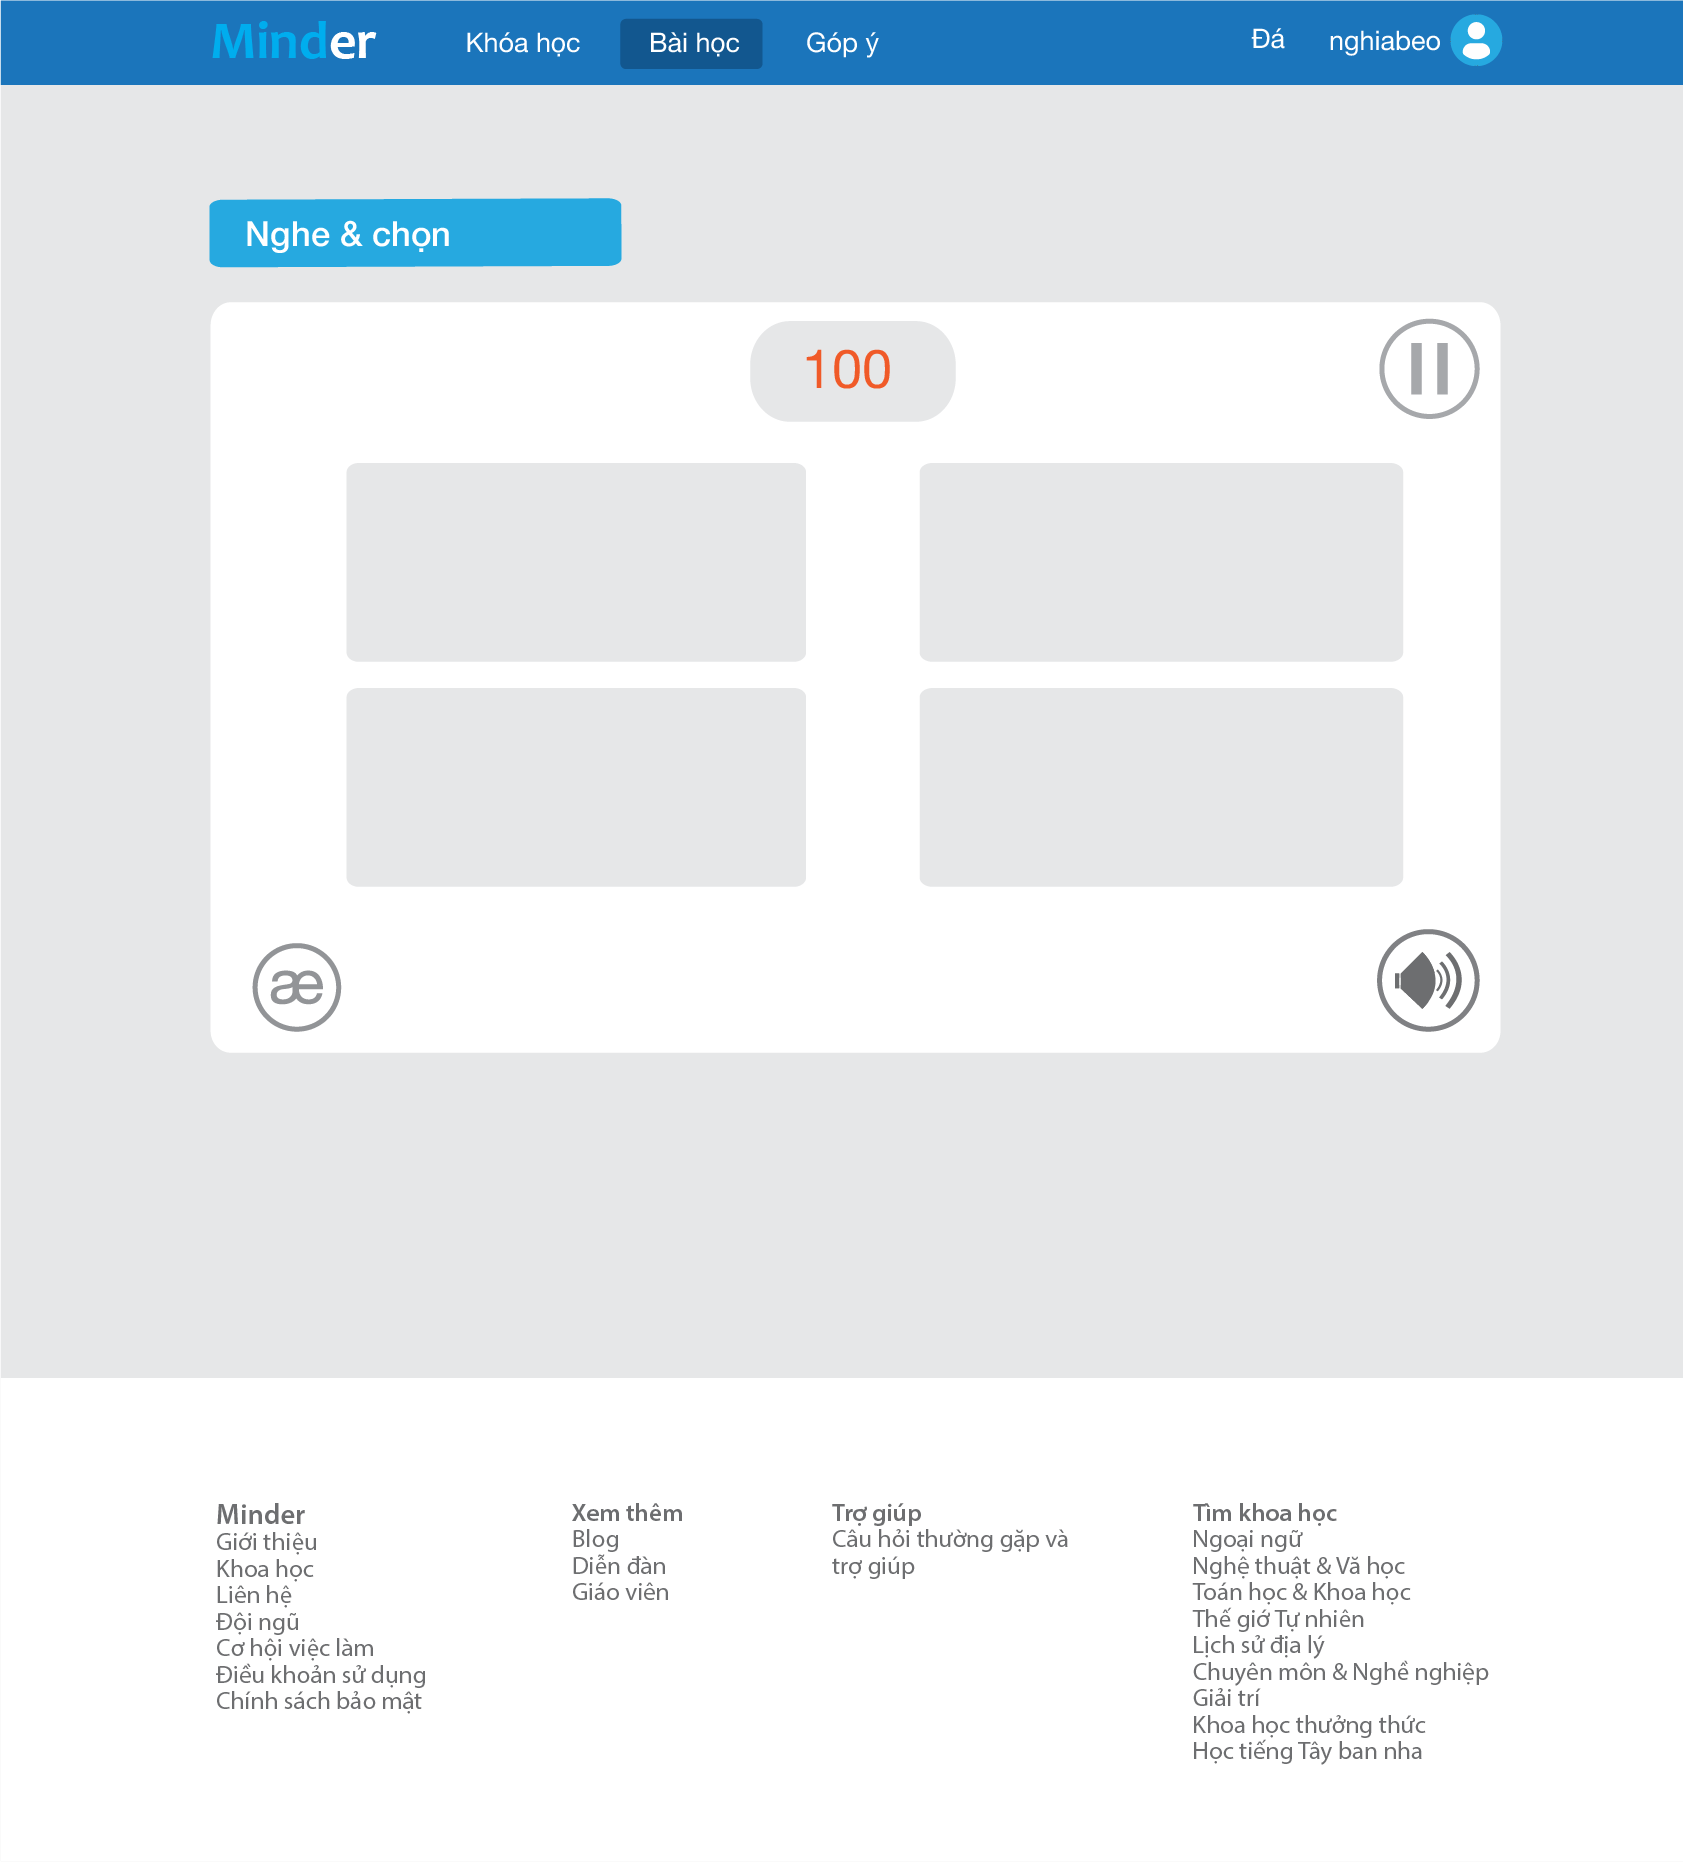 Minder
Khóa học
Bài học
Góp ý
Đá
nghiabeo
Nghe & chọn
100
æ
Minder
Giới thiệu
Khoa học
Liên hệ
Đội ngũ
Cơ hội việc làm
Điều khoản sử dụng
Chính sách bảo mật
Xem thêm
Blog
Diễn đàn
Giáo viên
Trợ giúp
Câu hỏi thường gặp và
trợ giúp
Tìm khoa học
Ngoại ngữ
Nghệ thuật & Vă học
Toán học & Khoa học
Thế giớ Tự nhiên
Lịch sử địa lý
Chuyên môn & Nghề nghiệp
Giải trí
Khoa học thưởng thức
Học tiếng Tây ban nha